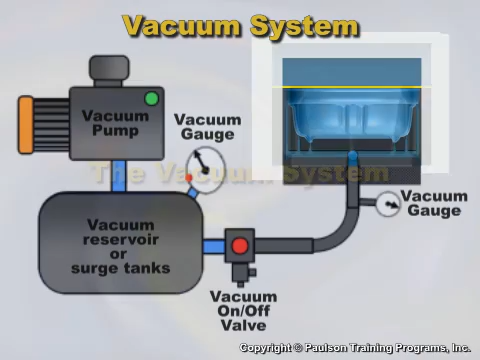 Vacuum System
Vacuum
Pump
Vacuum
Gauge
The Vacuum System
Vacuum
Gauge
Vacuum
reservoir
or
surge tanks
Vacuum
On/Off
Valve
Copyright © Paulson Training Programs, Inc.